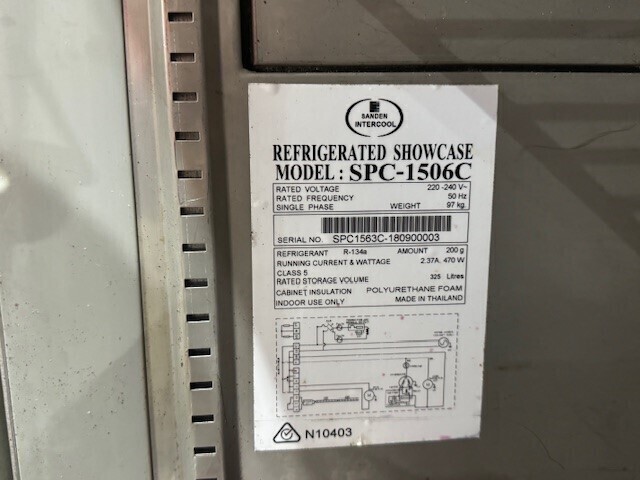 SANDEN
INTERCOOL
REFRIGERATED SHOWCASE
MODEL : SPC-1506C
RATED VOLTAGE 220 -240 V~
RATED FREQUENCY 50 Hz
SINGLE PHASE WEIGHT 97 kg
SERIAL NO. SPC1563C-180900003
REFRIGERANT R-134a AMOUNT 200 g
RUNNING CURRENT & WATTAGE 2.37A. 470 W
CLASS 5
RATED STORAGE VOLUME 325 Litres
CABINET INSULATION POLYURETHANE FOAM
INDOOR USE ONLY MADE IN THAILAND
N10403